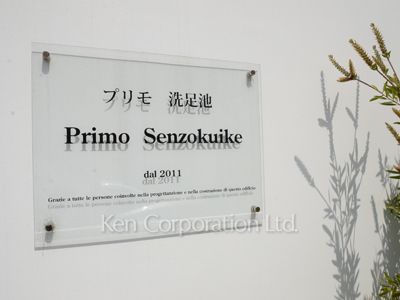 プリモ 洗足池
Primo Senzokuike
dal 2011
Grazie a tutte le persone coinvolte nella progettazione e nella costruzione di questo edificio
Ken Corporation Ltd.